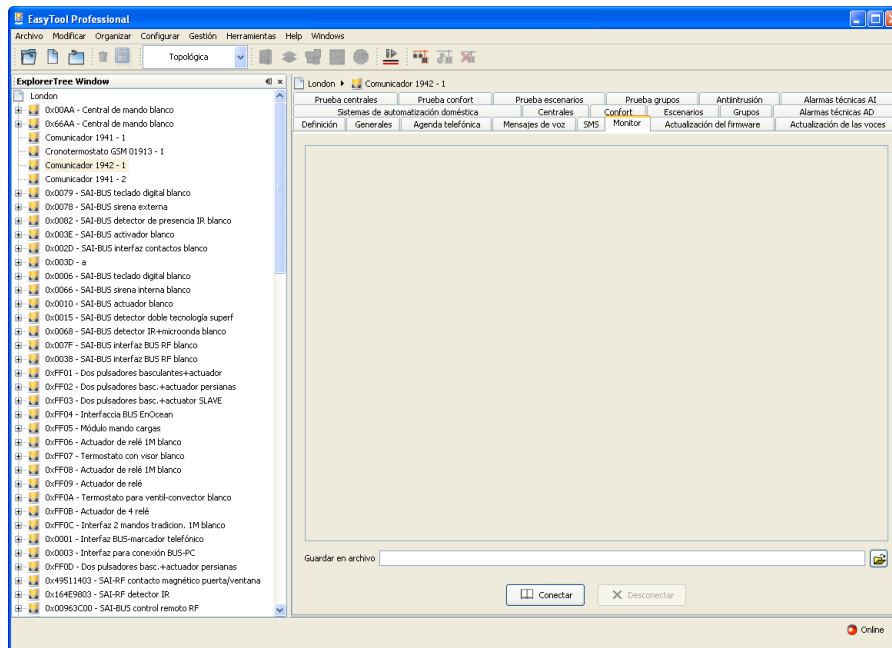 EasyTool Professional
Archivo Modificar Organizar Configurar Gestión Herramientas Help Windows
Topológica
ExplorerTree Window
London
0x00AA - Central de mando blanco
0x66AA - Central de mando blanco
Comunicador 1941 - 1
Cronotermostato GSM 01913 - 1
Comunicador 1942 - 1
Comunicador 1941 - 2
0x0079 - SAI-BUS teclado digital blanco
0x0078 - SAI-BUS sirena externa
0x0082 - SAI-BUS detector de presencia IR blanco
0x003E - SAI-BUS activador blanco
0x002D - SAI-BUS interfaz contactos blanco
0x003D - a
0x0006 - SAI-BUS teclado digital blanco
0x0066 - SAI-BUS sirena interna blanco
0x0010 - SAI-BUS actuador blanco
0x0015 - SAI-BUS detector doble tecnología superf
0x0068 - SAI-BUS detector IR+microonda blanco
0x007F - SAI-BUS interfaz BUS RF blanco
0x0038 - SAI-BUS interfaz BUS RF blanco
0xFF01 - Dos pulsadores basculantes+actuador
0xFF02 - Dos pulsadores basc.+actuador persianas
0xFF03 - Dos pulsadores basc.+actuator SLAVE
0xFF04 - Interfaccia BUS EnOcean
0xFF05 - Módulo mando cargas
0xFF06 - Actuador de relé 1M blanco
0xFF07 - Termostato con visor blanco
0xFF08 - Actuador de relé 1M blanco
0xFF09 - Actuador de relé
0xFF0A - Termostato para ventil-convector blanco
0xFF0B - Actuador de 4 relé
0xFF0C - Interfaz 2 mandos tradicion. 1M blanco
0x0001 - Interfaz BUS-marcador telefónico
0x0003 - Interfaz para conexión BUS-PC
0xFF0D - Dos pulsadores basc.+actuador persianas
0x49511403 - SAI-RF contacto magnético puerta/ventana
0x164E9803 - SAI-RF detector IR
0x00963C00 - SAI-BUS control remoto RF
London Comunicador 1942 - 1
Prueba centrales Prueba confort Prueba escenarios Prueba grupos Antiintrusión Alarmas técnicas AI
Sistemas de automatización doméstica Centrales Confort Escenarios Grupos Alarmas técnicas AD
Definición Generales Agenda telefónica Mensajes de voz SMS Monitor Actualización del firmware Actualización de las voces
Guardar en archivo
Conectar Desconectar
Online